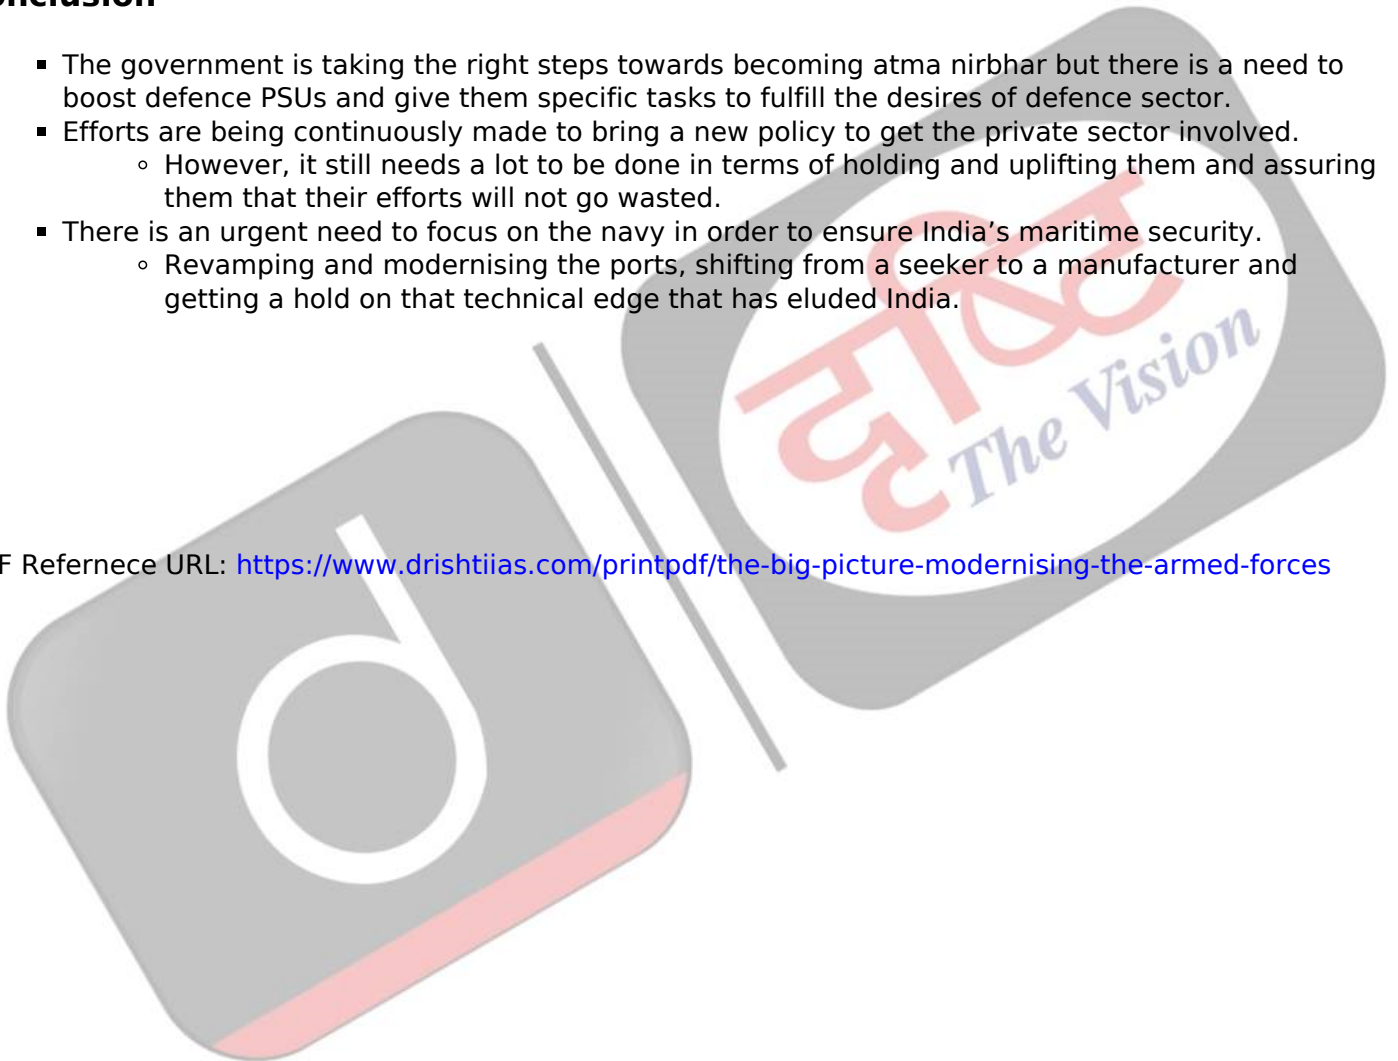 nclusion
The government is taking the right steps towards becoming atma nirbhar but there is a need to
boost defence PSUs and give them specific tasks to fulfill the desires of defence sector.
Efforts are being continuously made to bring a new policy to get the private sector involved.
However, it still needs a lot to be done in terms of holding and uplifting them and assuring
them that their efforts will not go wasted.
There is an urgent need to focus on the navy in order to ensure India's maritime security.
Revamping and modernising the ports, shifting from a seeker to a manufacturer and
getting a hold on that technical edge that has eluded India.
दृष्टि
The Vision
F Refernece URL: https://www.drishtiias.com/printpdf/the-big-picture-modernising-the-armed-forces
d